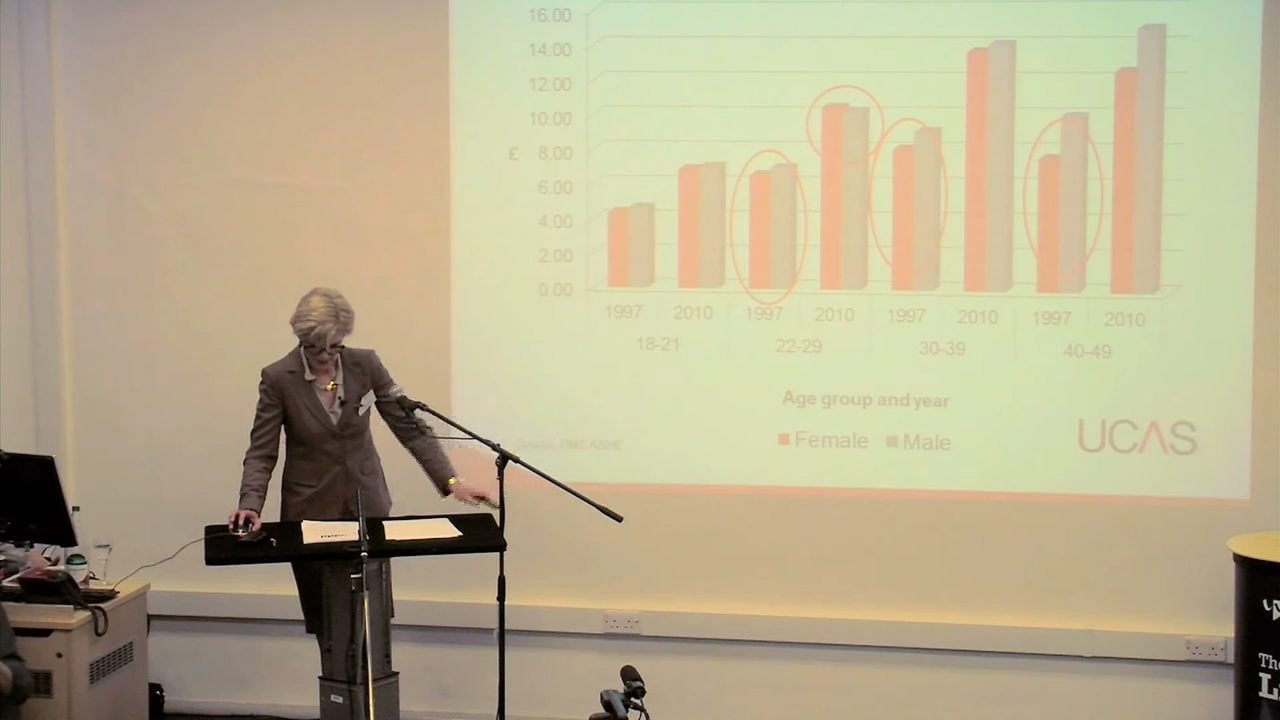 16.00
14.00
12.00
10.00
£ 8.00
6.00
4.00
2.00
0.00
1997 2010 1997 2010 1997 2010 1997 2010
18-21 22-29 30-39 40-49
Age group and year
Female Male
UCAS
The